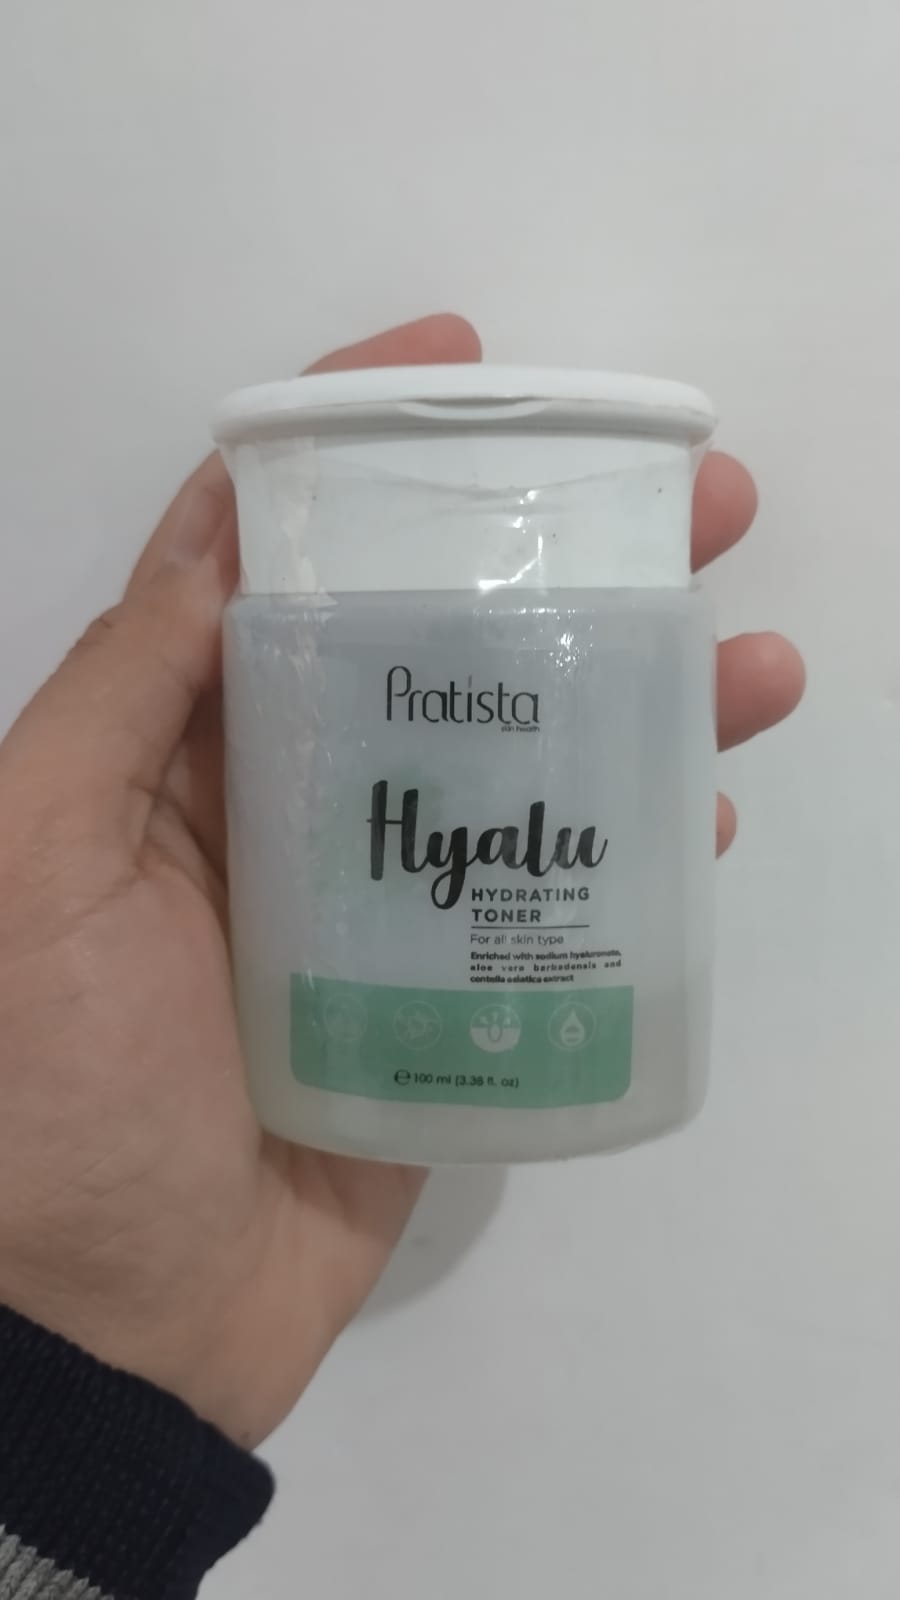 Pratista
skin health
Hyalu
HYDRATING
TONER
For all skin type
Enriched with sodium hyaluronate,
aloe vera barbadensis and
centella asiatica extract
℮ 100 ml (3.38 fl. oz)